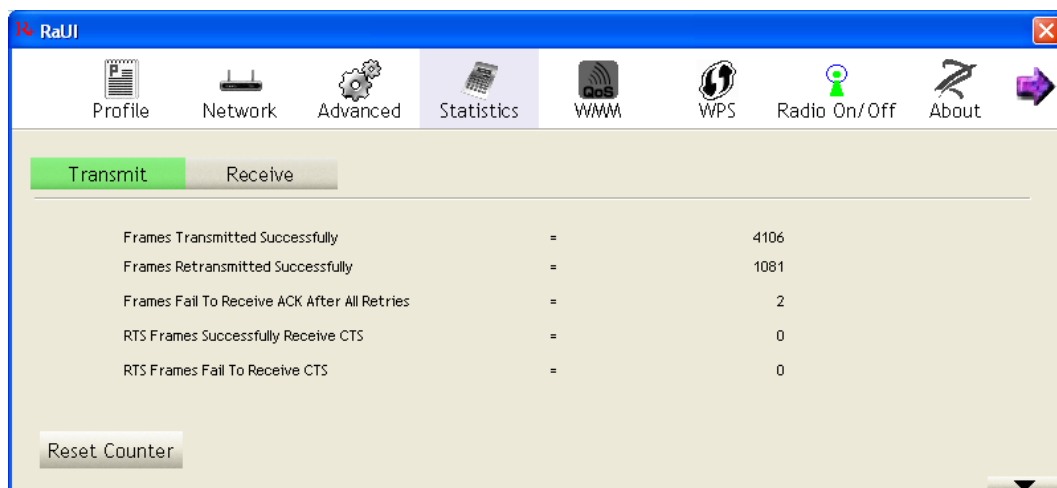 RaUI
Profile Network Advanced Statistics QoS WMM WPS Radio On/Off About
Transmit Receive
Frames Transmitted Successfully = 4106
Frames Retransmitted Successfully = 1081
Frames Fail To Receive ACK After All Retries = 2
RTS Frames Successfully Receive CTS = 0
RTS Frames Fail To Receive CTS = 0
Reset Counter